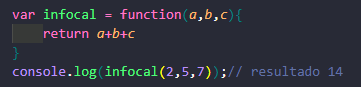 var infocal = function(a,b,c){
    return a+b+c
}
console.log(infocal(2,5,7));// resultado 14